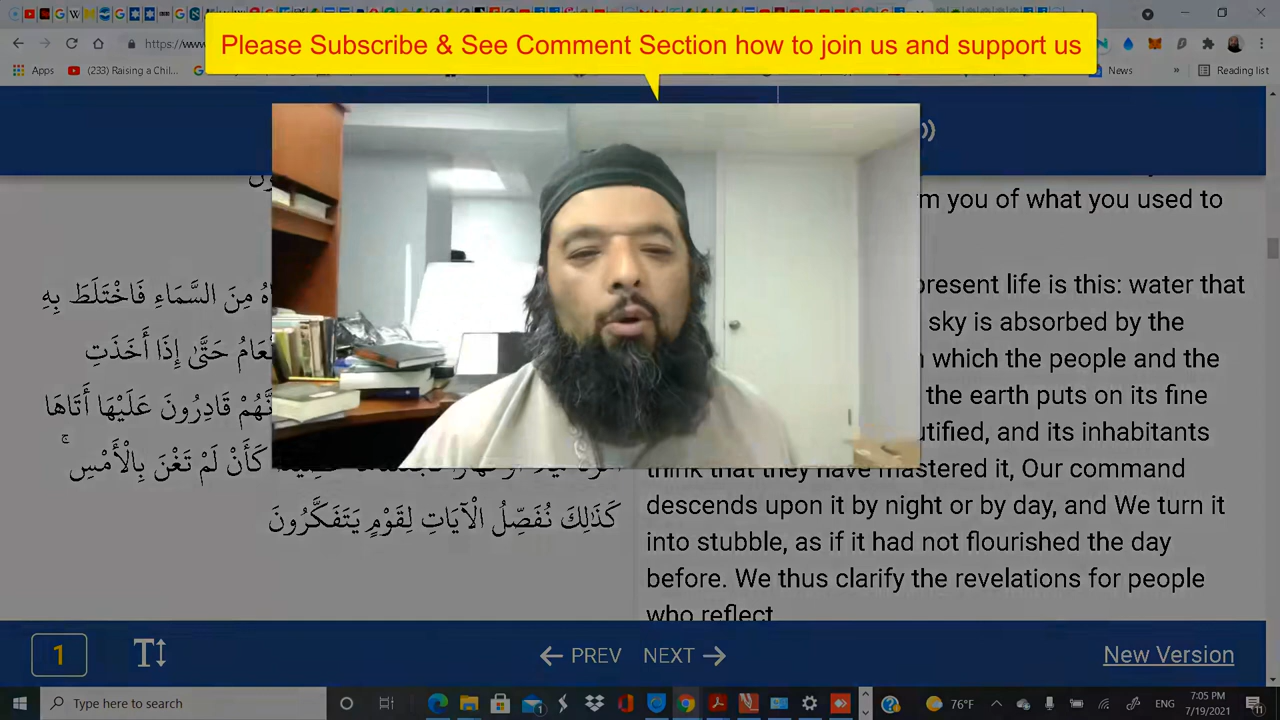 Please Subscribe & See Comment Section how to join us and support us
https://www
Apps
(233) Raising a Chil...
News
»
Reading list
you of what you used to
اهُ مِنَ السَّمَاءِ فَاخْتَلَطَ بِهِ
present life is this: water that
sky is absorbed by the
حَتَّىٰ إِذَا أَخَذَتِ
which the people and the
نَّهُمْ قَادِرُونَ عَلَيْهَا أَتَاهَا
the earth puts on its fine
and its inhabitants
كَأَنْ لَمْ تَغْنَ بِالْأَمْسِ ۚ
think that they have mastered it, Our command
كَذَٰلِكَ نُفَصِّلُ الْآيَاتِ لِقَوْمٍ يَتَفَكَّرُونَ
descends upon it by night or by day, and We turn it
into stubble, as if it had not flourished the day
before. We thus clarify the revelations for people
who reflect
1
T
PREV
NEXT
New Version
Type here to search
76°F
ENG
7:05 PM
7/19/2021